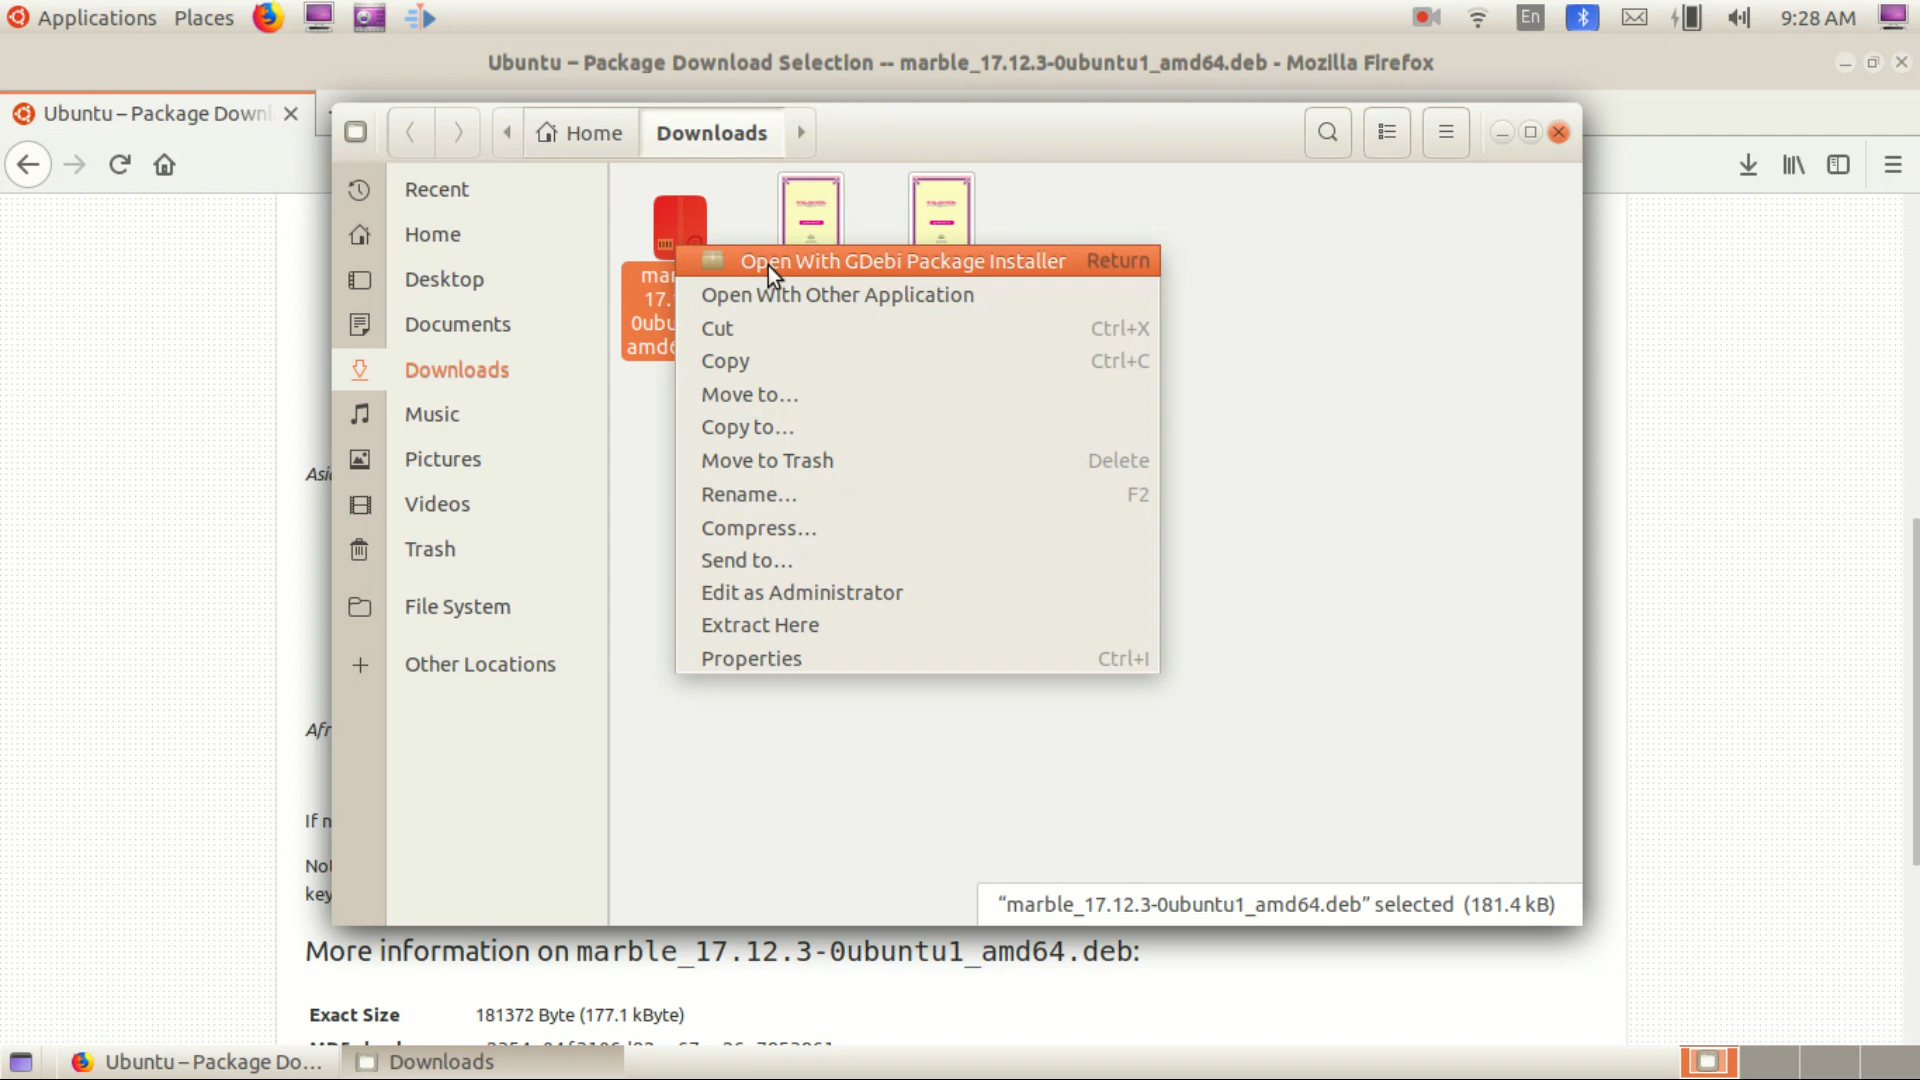 Applications Places En 9:28 AM
Ubuntu – Package Download Selection -- marble_17.12.3-0ubuntu1_amd64.deb - Mozilla Firefox
Ubuntu – Package Downl
Home Downloads
Recent
Home
Desktop
Documents
Downloads
Music
Pictures
Videos
Trash
File System
Other Locations
17.
Open With GDebi Package Installer Return
Open With Other Application
Cut Ctrl+X
Copy Ctrl+C
Move to…
Copy to…
Move to Trash Delete
Rename… F2
Compress…
Send to…
Edit as Administrator
Extract Here
Properties Ctrl+I
“marble_17.12.3-0ubuntu1_amd64.deb” selected (181.4 kB)
If n
key
More information on marble_17.12.3-0ubuntu1_amd64.deb:
Exact Size 181372 Byte (177.1 kByte)
Ubuntu – Package Do… Downloads